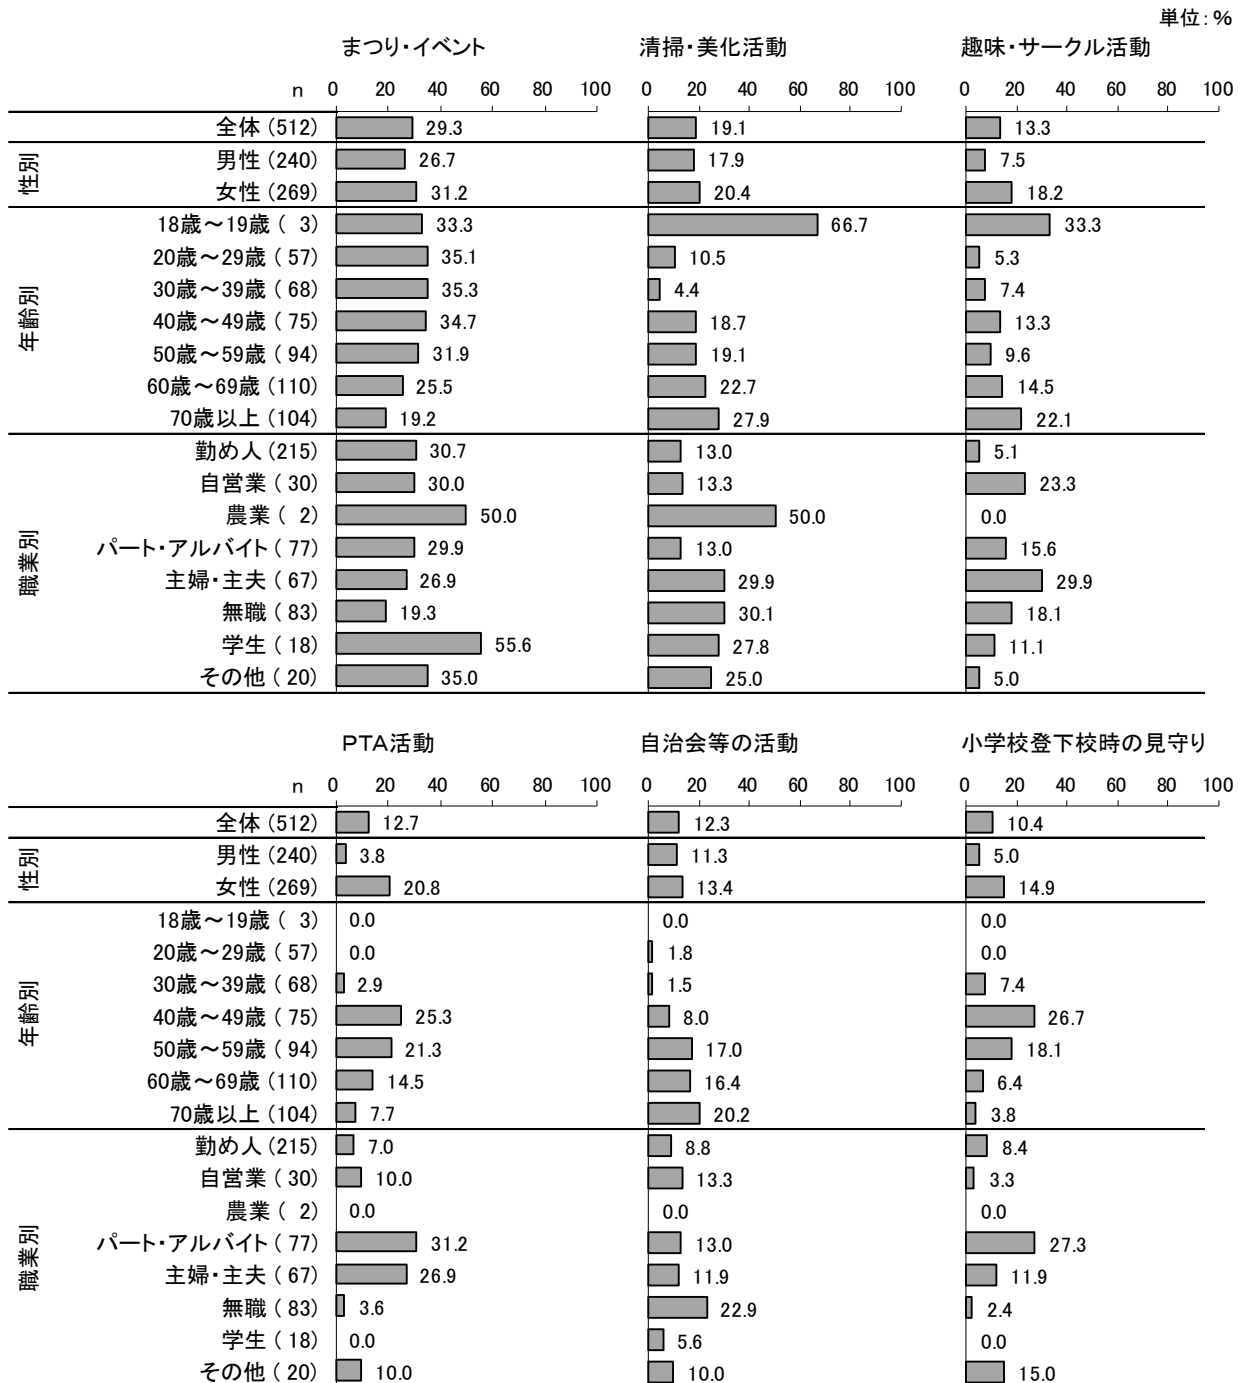 単位:%
まつり・イベント 清掃・美化活動 趣味・サークル活動
n 0 20 40 60 80 100 0 20 40 60 80 100 0 20 40 60 80 100
全体 (512) 29.3 19.1 13.3
性別
男性 (240) 26.7 17.9 7.5
女性 (269) 31.2 20.4 18.2
年齢別
18歳～19歳 ( 3) 33.3 66.7 33.3
20歳～29歳 ( 57) 35.1 10.5 5.3
30歳～39歳 ( 68) 35.3 4.4 7.4
40歳～49歳 ( 75) 34.7 18.7 13.3
50歳～59歳 ( 94) 31.9 19.1 9.6
60歳～69歳 (110) 25.5 22.7 14.5
70歳以上 (104) 19.2 27.9 22.1
職業別
勤め人 (215) 30.7 13.0 5.1
自営業 ( 30) 30.0 13.3 23.3
農業 ( 2) 50.0 50.0 0.0
パート・アルバイト ( 77) 29.9 13.0 15.6
主婦・主夫 ( 67) 26.9 29.9 29.9
無職 ( 83) 19.3 30.1 18.1
学生 ( 18) 55.6 27.8 11.1
その他 ( 20) 35.0 25.0 5.0
PTA活動 自治会等の活動 小学校登下校時の見守り
n 0 20 40 60 80 100 0 20 40 60 80 100 0 20 40 60 80 100
全体 (512) 12.7 12.3 10.4
性別
男性 (240) 3.8 11.3 5.0
女性 (269) 20.8 13.4 14.9
年齢別
18歳～19歳 ( 3) 0.0 0.0 0.0
20歳～29歳 ( 57) 0.0 1.8 0.0
30歳～39歳 ( 68) 2.9 1.5 7.4
40歳～49歳 ( 75) 25.3 8.0 26.7
50歳～59歳 ( 94) 21.3 17.0 18.1
60歳～69歳 (110) 14.5 16.4 6.4
70歳以上 (104) 7.7 20.2 3.8
職業別
勤め人 (215) 7.0 8.8 8.4
自営業 ( 30) 10.0 13.3 3.3
農業 ( 2) 0.0 0.0 0.0
パート・アルバイト ( 77) 31.2 13.0 27.3
主婦・主夫 ( 67) 26.9 11.9 11.9
無職 ( 83) 3.6 22.9 2.4
学生 ( 18) 0.0 5.6 0.0
その他 ( 20) 10.0 10.0 15.0